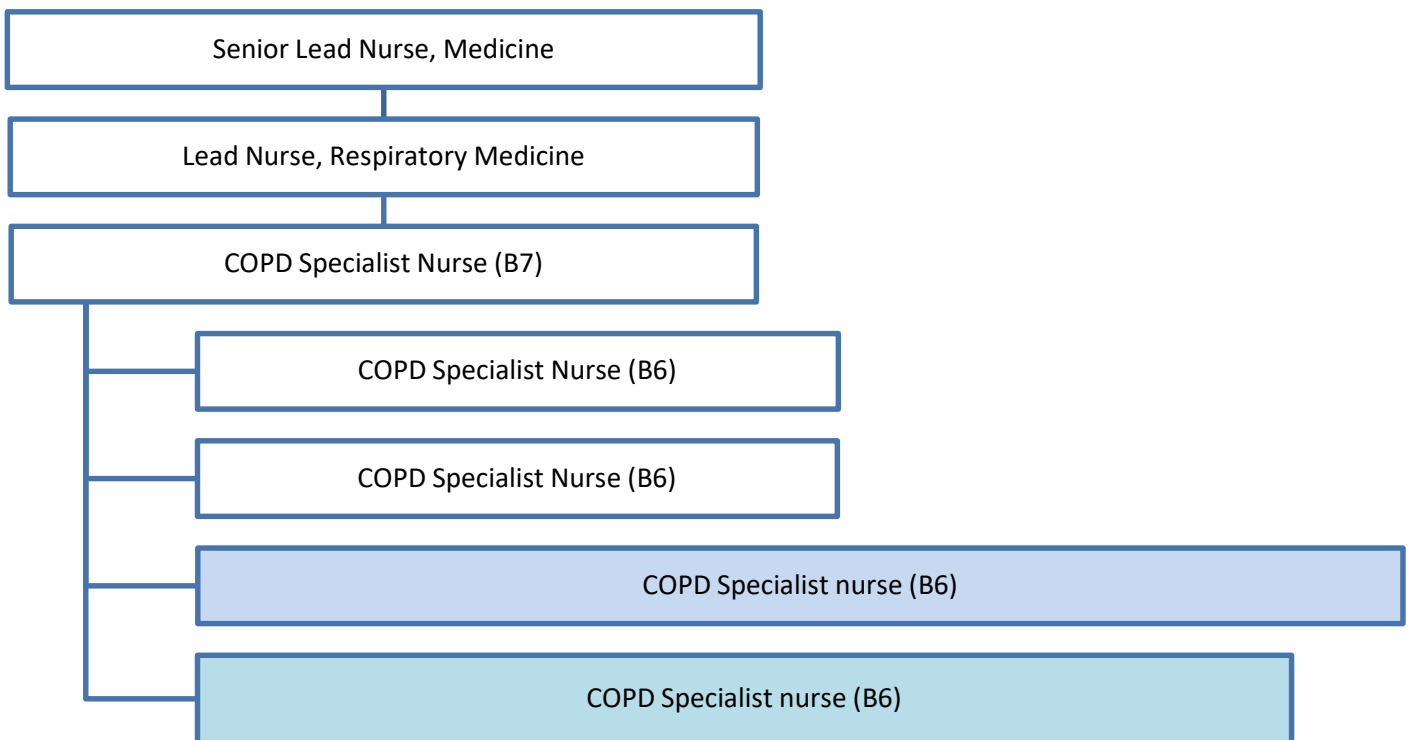 Senior Lead Nurse, Medicine
Lead Nurse, Respiratory Medicine
COPD Specialist Nurse (B7)
COPD Specialist Nurse (B6)
COPD Specialist Nurse (B6)
COPD Specialist nurse (B6)
COPD Specialist nurse (B6)